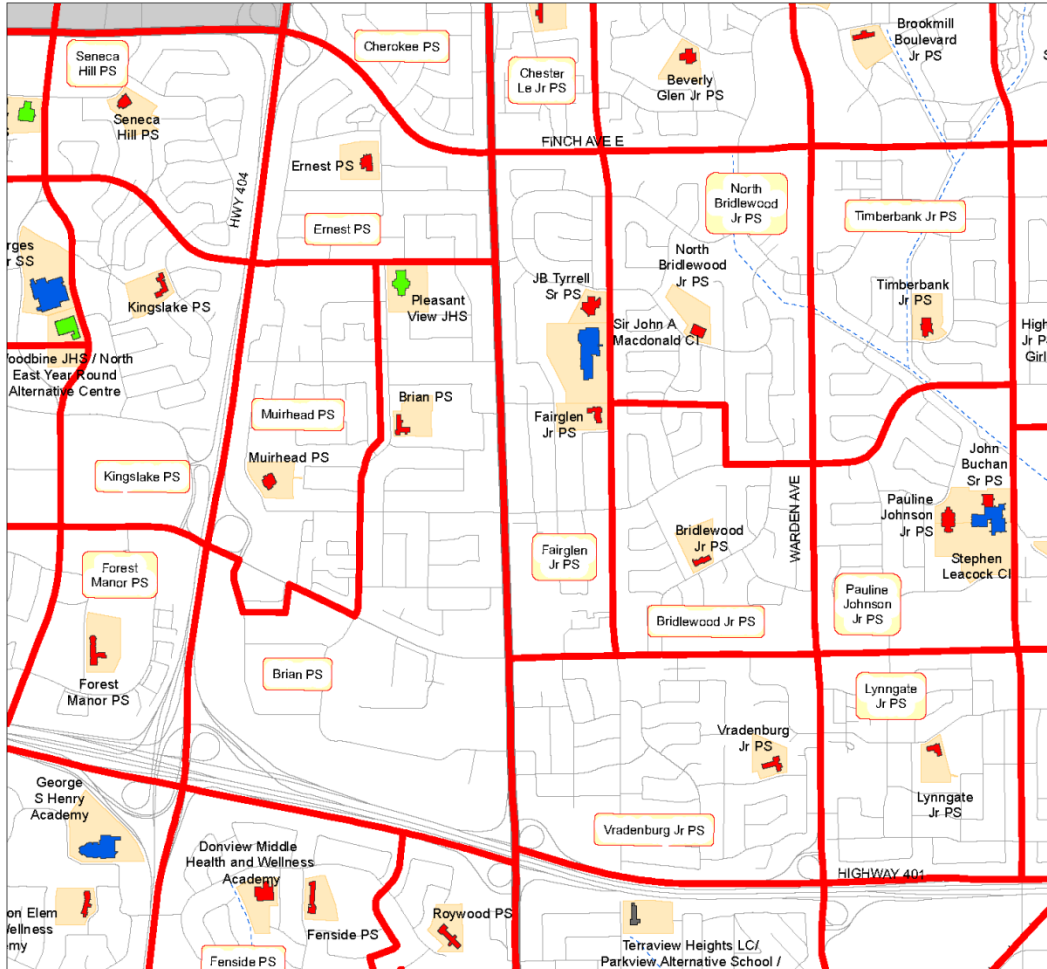 Brookmill
Boulevard
Jr PS
Cherokee PS
Seneca
Hill PS
Chester
Le Jr PS
Beverly
Glen Jr PS
Seneca
Hill PS
FINCH AVE E
Ernest PS
HWY 404
North
Bridlewood
Jr PS
Timberbank Jr PS
Ernest PS
North
Bridlewood
Jr PS
JB Tyrrell
Sr PS
Timberbank
Jr PS
Kingslake PS
Pleasant
View JHS
Sir John A
Macdonald CI
/ North
East Year Round
Alternative Centre
Brian PS
Muirhead PS
Fairglen
Jr PS
Muirhead PS
Kingslake PS
John
Buchan
Sr PS
Pauline
Johnson
Jr PS
WARDEN AVE
Bridlewood
Jr PS
Fairglen
Jr PS
Stephen
Leacock CI
Forest
Manor PS
Pauline
Johnson
Jr PS
Bridlewood Jr PS
Brian PS
Forest
Manor PS
Lynngate
Jr PS
Vradenburg
Jr PS
Lynngate
Jr PS
George
S Henry
Academy
Vradenburg Jr PS
Donview Middle
Health and Wellness
Academy
HIGHWAY 401
Roywood PS
Fenside PS
Terraview Heights LC/
Parkview Alternative School /
Fenside PS